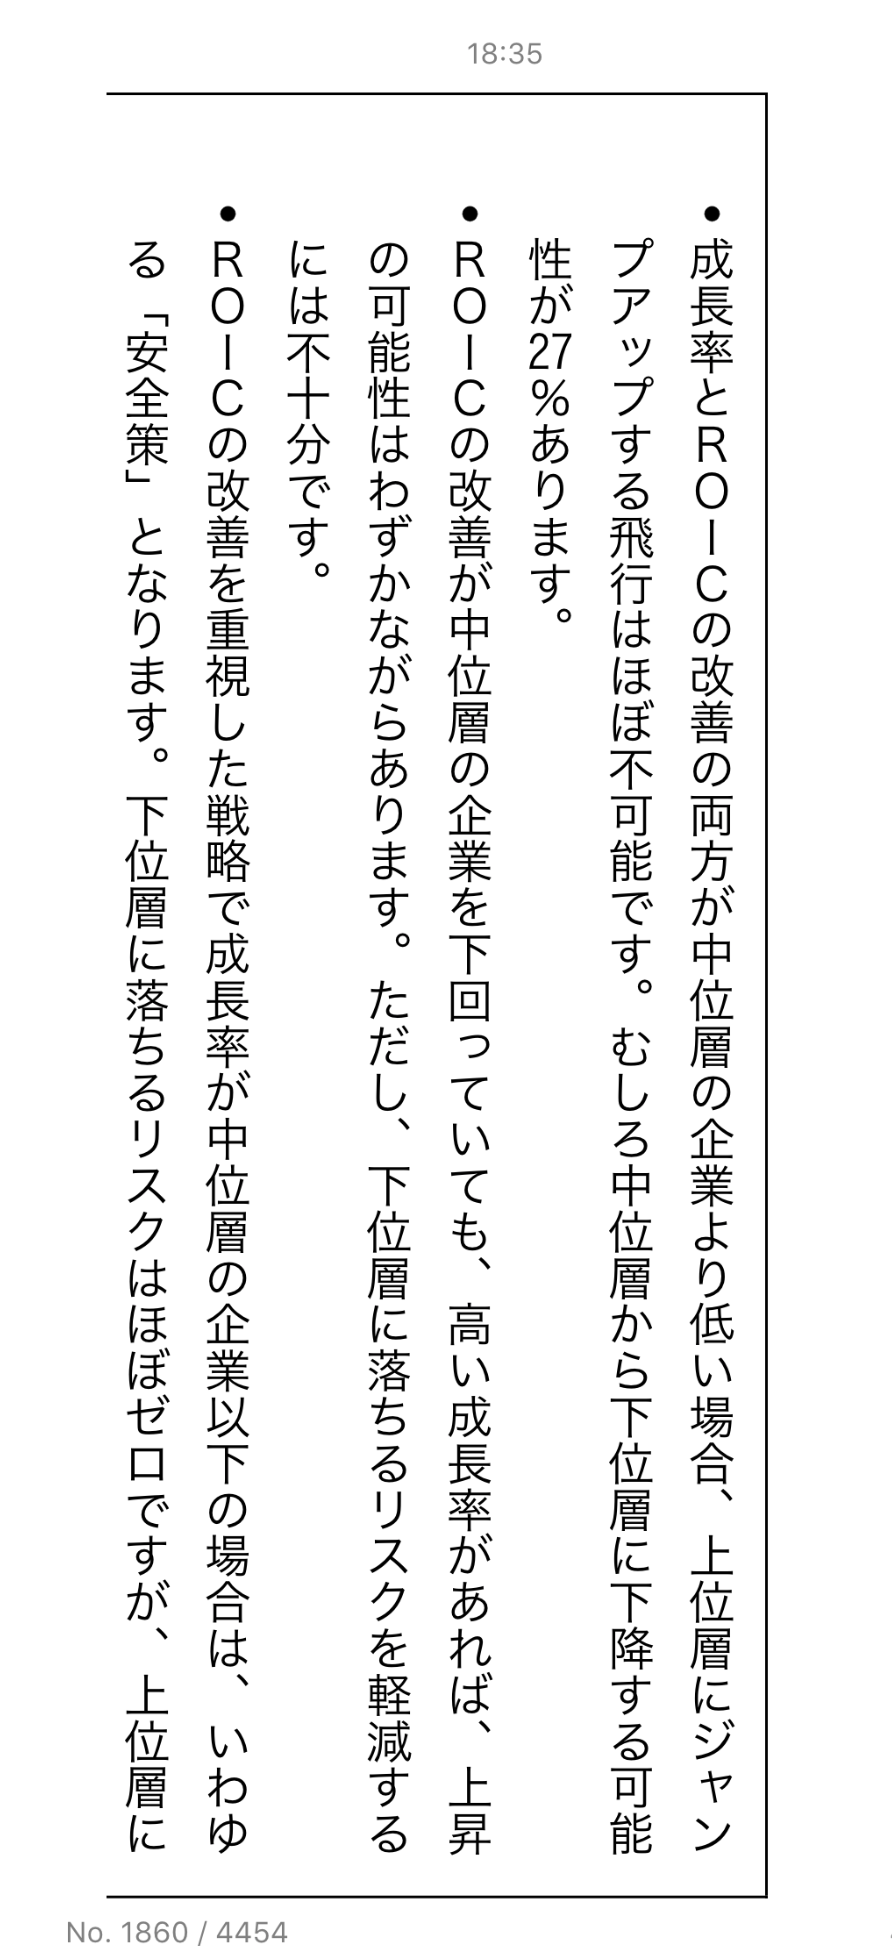 18:35
• 成長率とＲＯＩＣの改善の両方が中位層の企業より低い場合、上位層にジャン
プアップする飛行はほぼ不可能です。むしろ中位層から下位層に下降する可能
性が27％あります。
• ＲＯＩＣの改善が中位層の企業を下回っていても、高い成長率があれば、上昇
の可能性はわずかながらあります。ただし、下位層に落ちるリスクを軽減する
には不十分です。
• ＲＯＩＣの改善を重視した戦略で成長率が中位層の企業以下の場合は、いわゆ
る「安全策」となります。下位層に落ちるリスクはほぼゼロですが、上位層に
No. 1860 / 4454